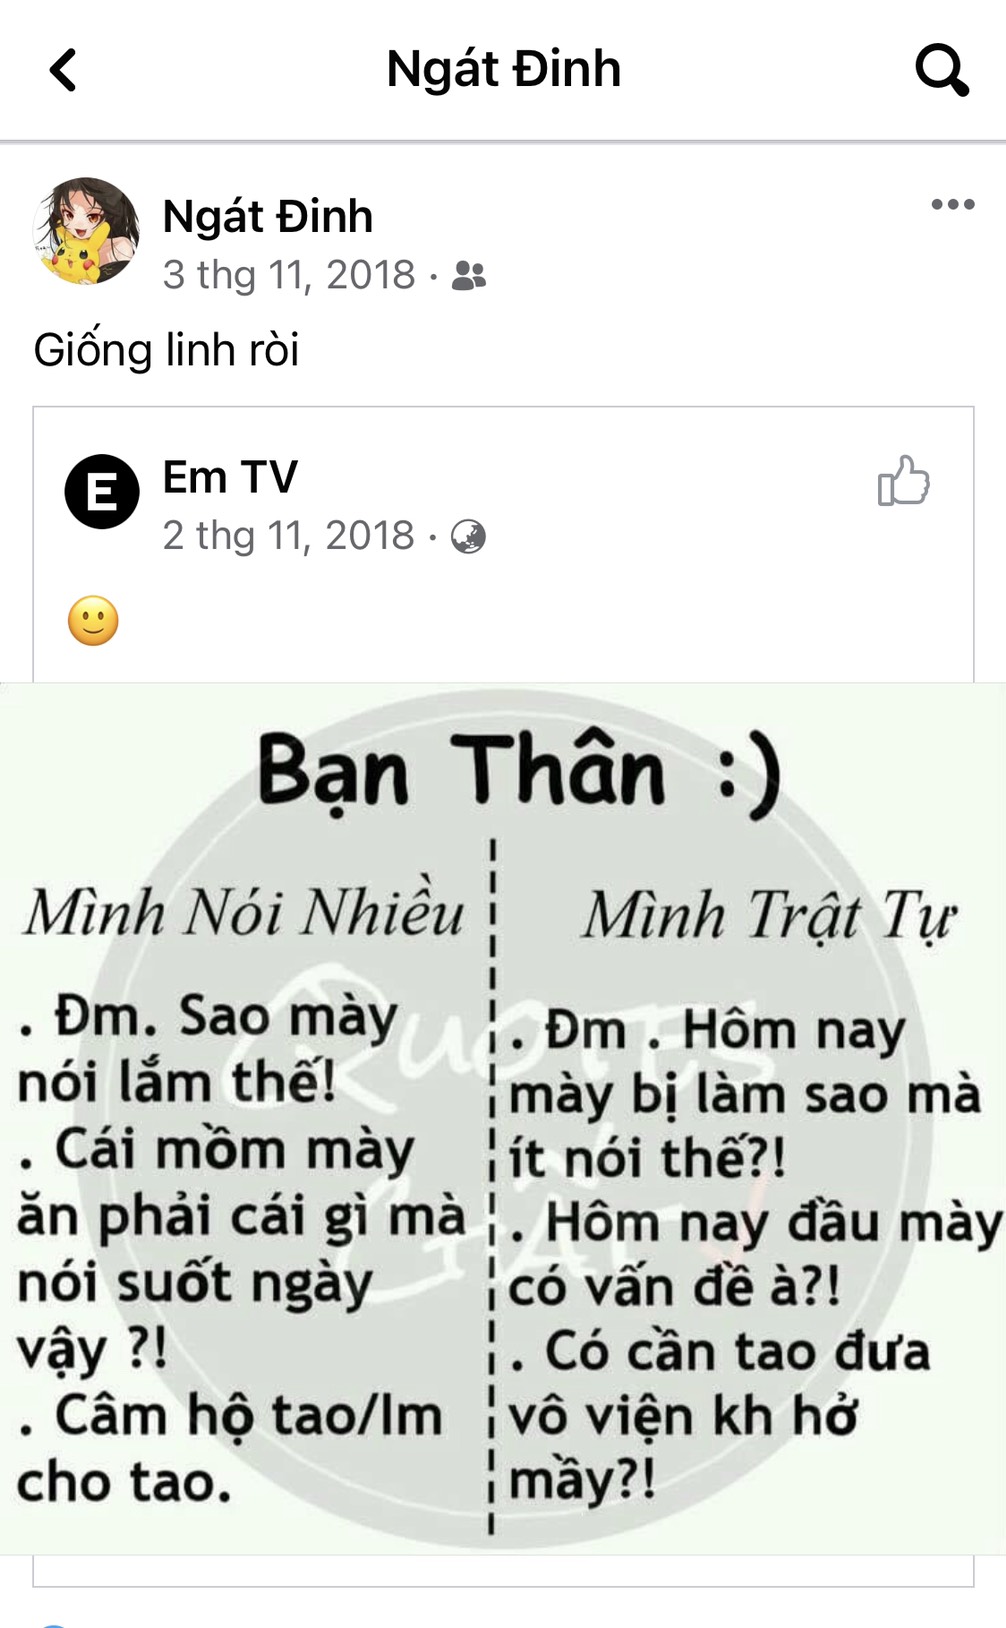 Ngát Đinh
Ngát Đinh
3 thg 11, 2018 ·
Giống linh ròi
E
Em TV
2 thg 11, 2018 ·
Bạn Thân :)
Mình Nói Nhiều
. Đm. Sao mày
nói lắm thế!
. Cái mồm mày
ăn phải cái gì mà
nói suốt ngày
vậy ?!
. Câm hộ tao/Im
cho tao.
Mình Trật Tự
. Đm . Hôm nay
mày bị làm sao mà
ít nói thế?!
. Hôm nay đầu mày
có vấn đề à?!
. Có cần tao đưa
vô viện kh hở
mầy?!
QUOTES